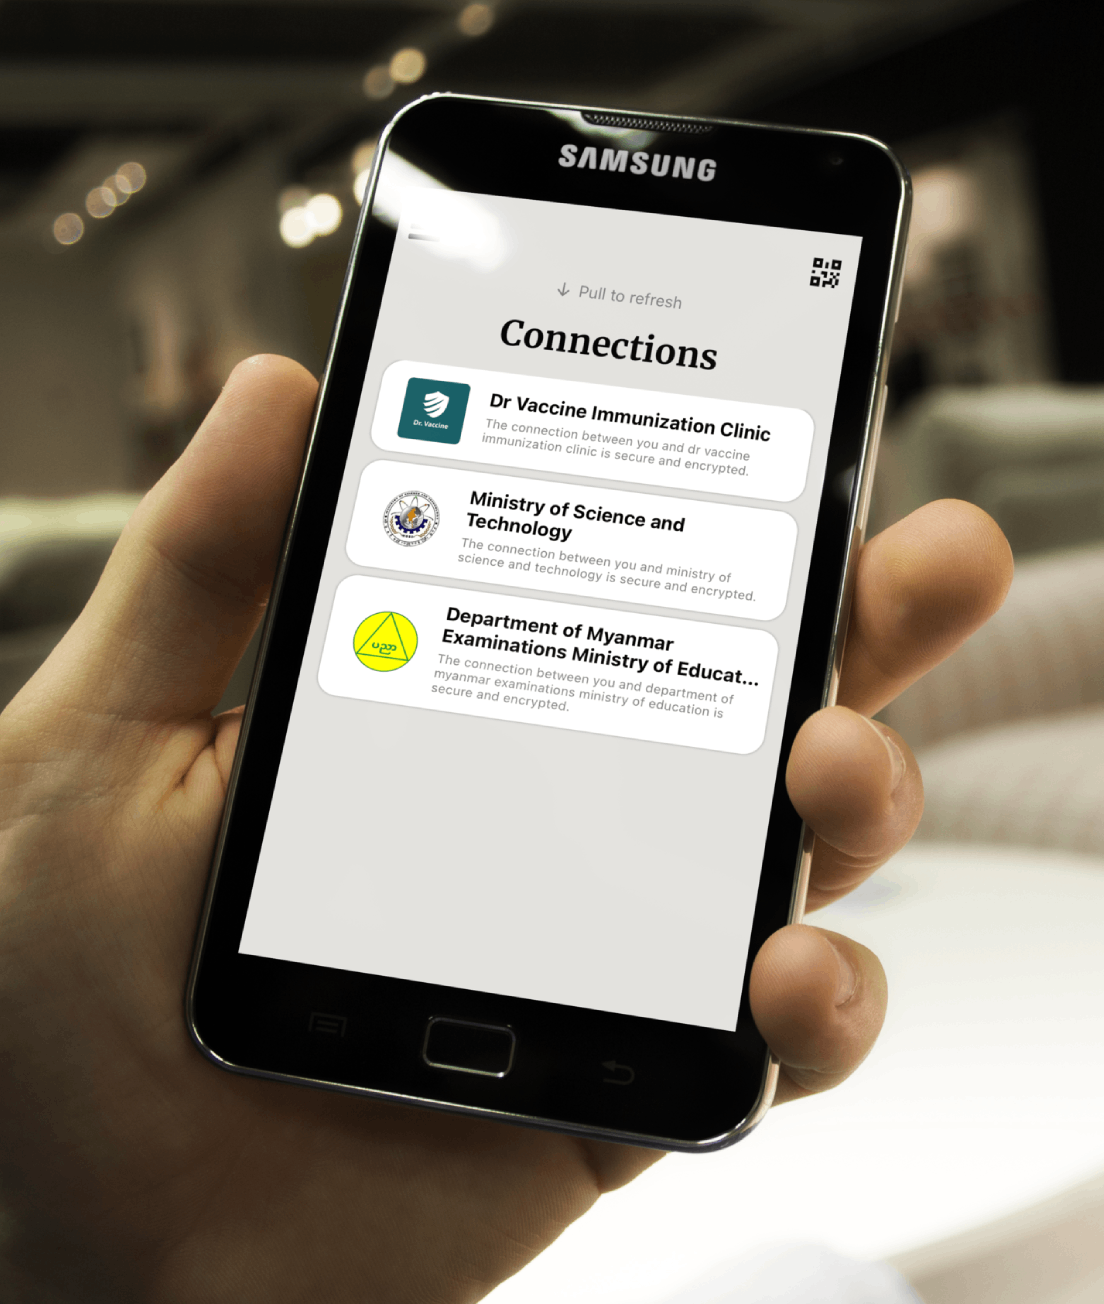 SAMSUNG
Pull to refresh
Connections
Dr. Vaccine
Dr Vaccine Immunization Clinic
The connection between you and dr vaccine
immunization clinic is secure and encrypted.
Ministry of Science and
Technology
The connection between you and ministry of
science and technology is secure and encrypted.
ပညာ
Department of Myanmar
Examinations Ministry of Educat...
The connection between you and department of
myanmar examinations ministry of education is
secure and encrypted.